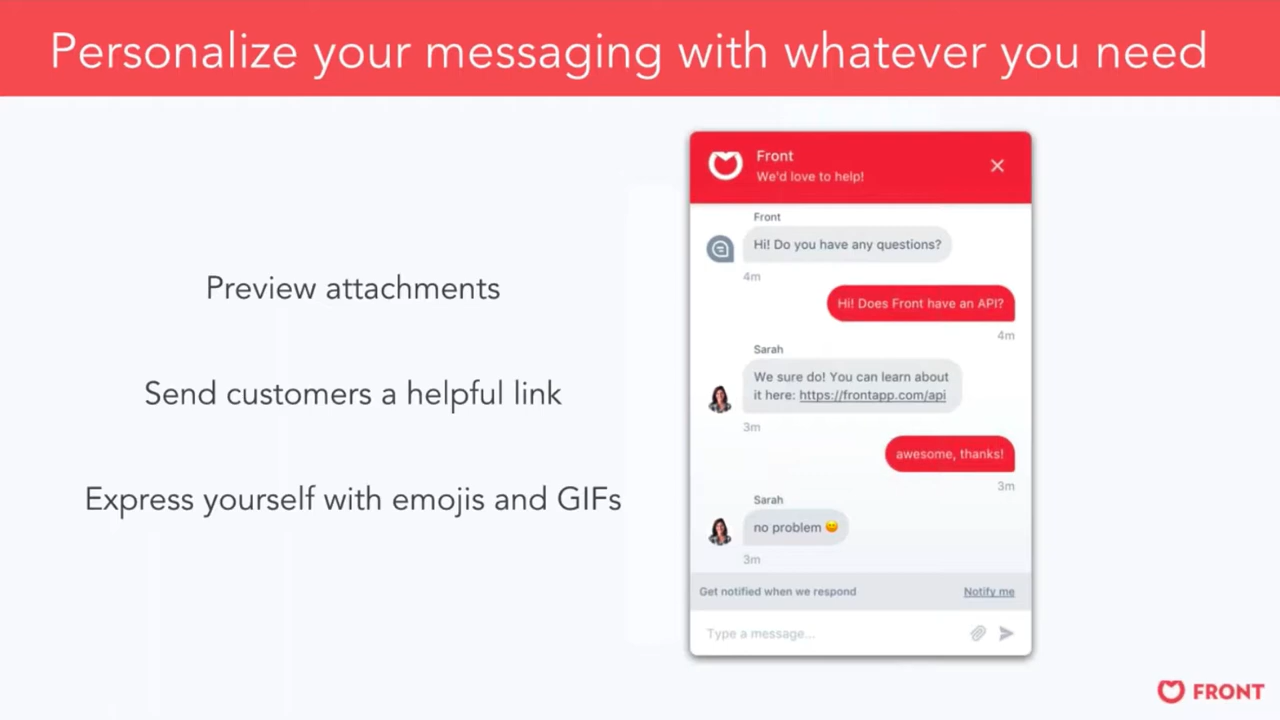 Personalize your messaging with whatever you need
Preview attachments
Send customers a helpful link
Express yourself with emojis and GIFs
Front
We'd love to help!
Front
Hi! Do you have any questions?
4m
Hi! Does Front have an API?
4m
Sarah
We sure do! You can learn about
it here: https://frontapp.com/api
3m
awesome, thanks!
3m
Sarah
no problem 😊
3m
Get notified when we respond Notify me
Type a message...
FRONT